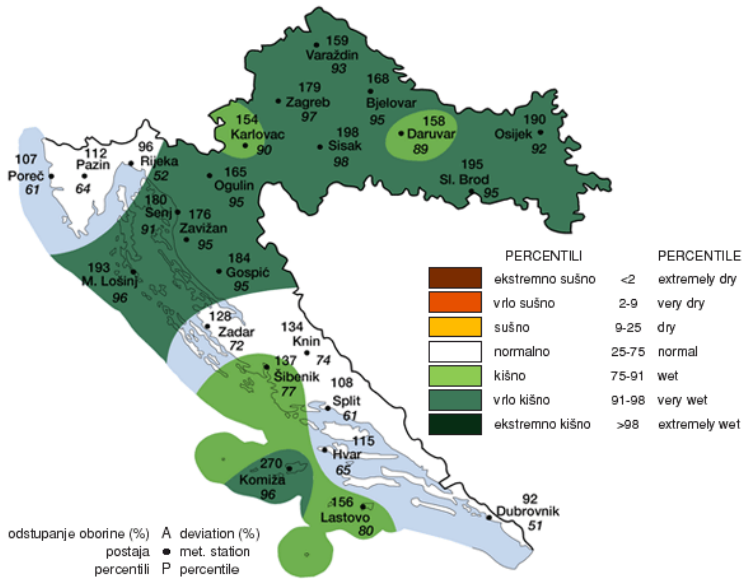 159
Varaždin
93
179
Zagreb
97
168
Bjelovar
95
154
Karlovac
90
198
Sisak
98
158
Daruvar
89
190
Osijek
92
195
Sl. Brod
95
107
Poreč
61
112
Pazin
64
96
Rijeka
52
165
Ogulin
95
180
Senj
91
176
Zavižan
95
184
Gospić
95
193
M. Lošinj
96
128
Zadar
72
134
Knin
74
137
Šibenik
77
108
Split
61
115
Hvar
65
270
Komiža
96
156
Lastovo
80
92
Dubrovnik
51
PERCENTILI PERCENTILE
ekstremno sušno <2 extremely dry
vrlo sušno 2-9 very dry
sušno 9-25 dry
normalno 25-75 normal
kišno 75-91 wet
vrlo kišno 91-98 very wet
ekstremno kišno >98 extremely wet
odstupanje oborine (%) A deviation (%)
postaja met. station
percentili P percentile